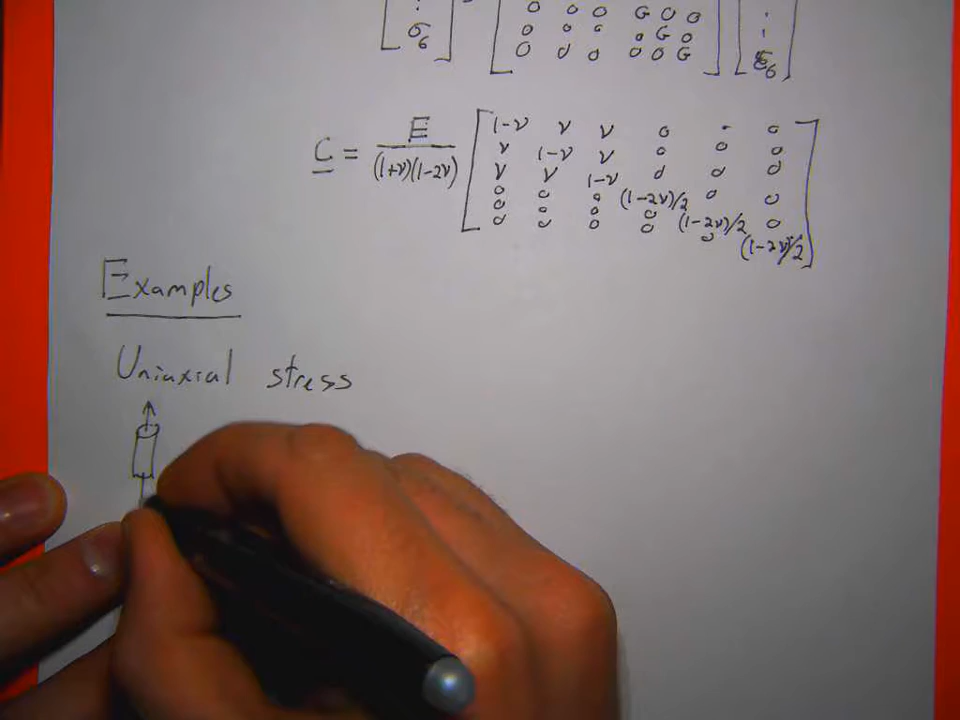 0 0 0 G 0 0
0 0 0 0 G 0
σ6 0 0 0 0 0 G ε6
C = E / (1+ν)(1-2ν)
1-ν ν ν 0 0 0
ν 1-ν ν 0 0 0
ν ν 1-ν 0 0 0
0 0 0 (1-2ν)/2 0 0
0 0 0 0 (1-2ν)/2 0
0 0 0 0 0 (1-2ν)/2
Examples
Uniaxial stress